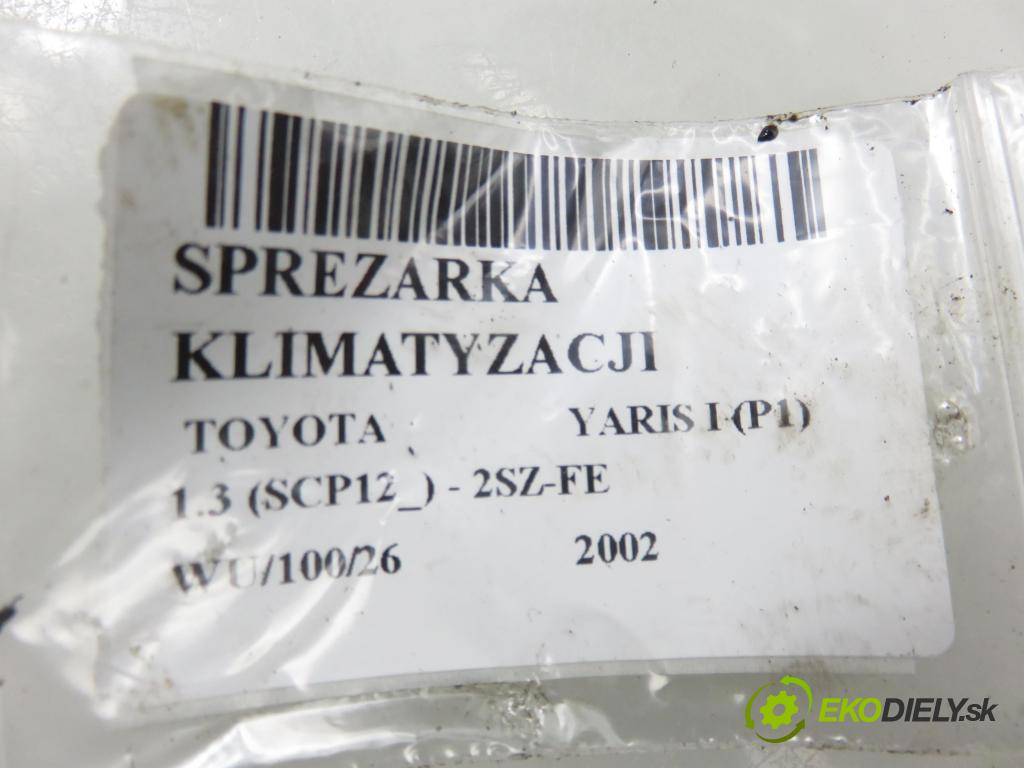 SPREZARKA
KLIMATYZACJI
TOYOTA YARIS I (P1)
1.3 (SCP12_) - 2SZ-FE
WU/100/26 2002
EKODIELY.sk